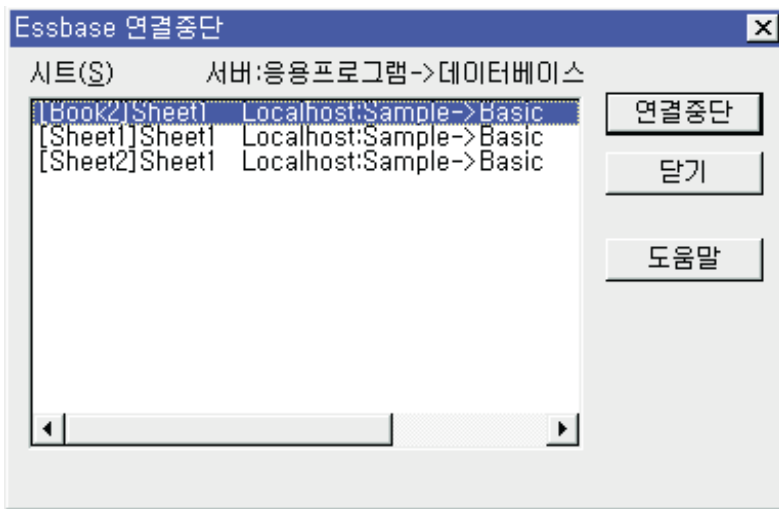 Essbase 연결중단
시트(S) 서버:응용프로그램->데이터베이스
[Book2]Sheet1 Localhost:Sample->Basic
[Sheet1]Sheet1 Localhost:Sample->Basic
[Sheet2]Sheet1 Localhost:Sample->Basic
연결중단
닫기
도움말